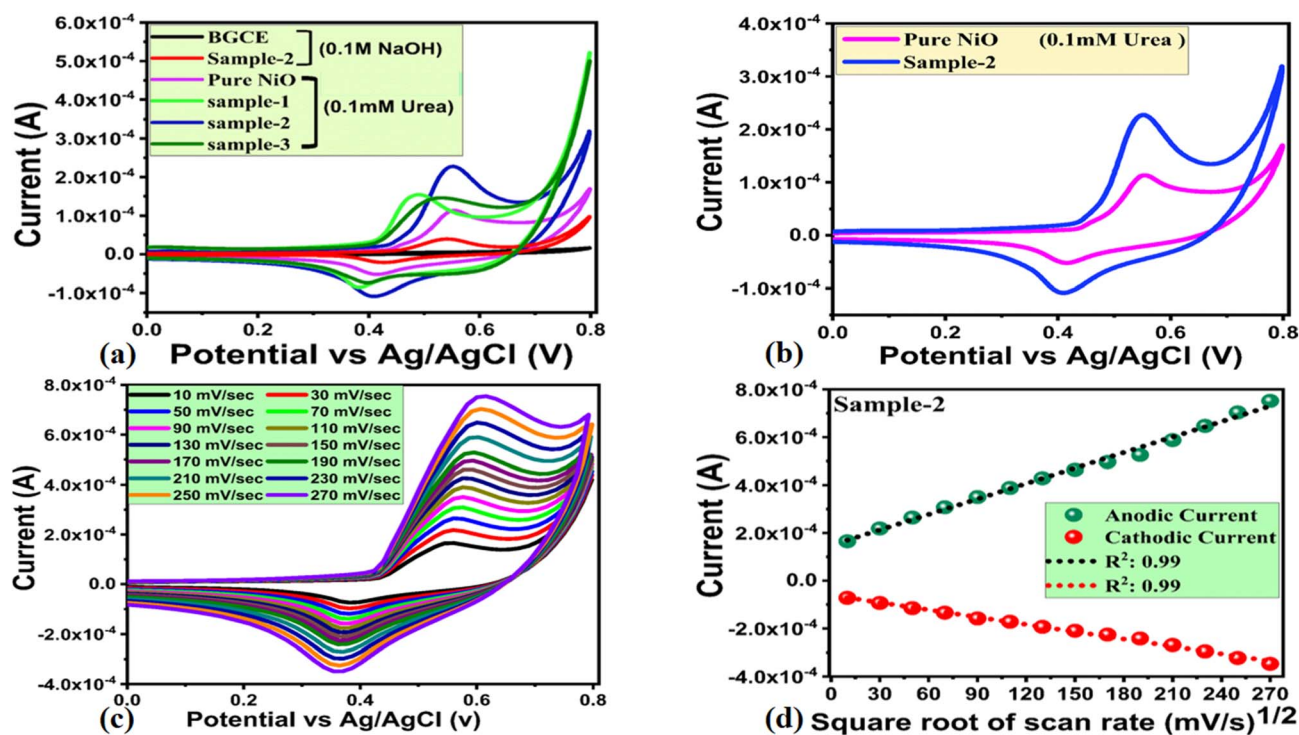 6.0x10⁻⁴
5.0x10⁻⁴
4.0x10⁻⁴
3.0x10⁻⁴
2.0x10⁻⁴
1.0x10⁻⁴
0.0
-1.0x10⁻⁴
Current (A)
BGCE
Sample-2
(0.1M NaOH)
Pure NiO
sample-1
sample-2
sample-3
(0.1mM Urea)
0.0 0.2 0.4 0.6 0.8
(a) Potential vs Ag/AgCl (V)
4.0x10⁻⁴
3.0x10⁻⁴
2.0x10⁻⁴
1.0x10⁻⁴
0.0
-1.0x10⁻⁴
Current (A)
Pure NiO (0.1mM Urea )
Sample-2
0.0 0.2 0.4 0.6 0.8
(b) Potential vs Ag/AgCl (V)
8.0x10⁻⁴
6.0x10⁻⁴
4.0x10⁻⁴
2.0x10⁻⁴
0.0
-2.0x10⁻⁴
-4.0x10⁻⁴
Current (A)
10 mV/sec 30 mV/sec
50 mV/sec 70 mV/sec
90 mV/sec 110 mV/sec
130 mV/sec 150 mV/sec
170 mV/sec 190 mV/sec
210 mV/sec 230 mV/sec
250 mV/sec 270 mV/sec
0.0 0.2 0.4 0.6 0.8
(c) Potential vs Ag/AgCl (v)
8.0x10⁻⁴
6.0x10⁻⁴
4.0x10⁻⁴
2.0x10⁻⁴
0.0
-2.0x10⁻⁴
-4.0x10⁻⁴
Current (A)
Sample-2
Anodic Current
Cathodic Current
R²: 0.99
R²: 0.99
0 30 60 90 120 150 180 210 240 270
(d) Square root of scan rate (mV/s)¹/²